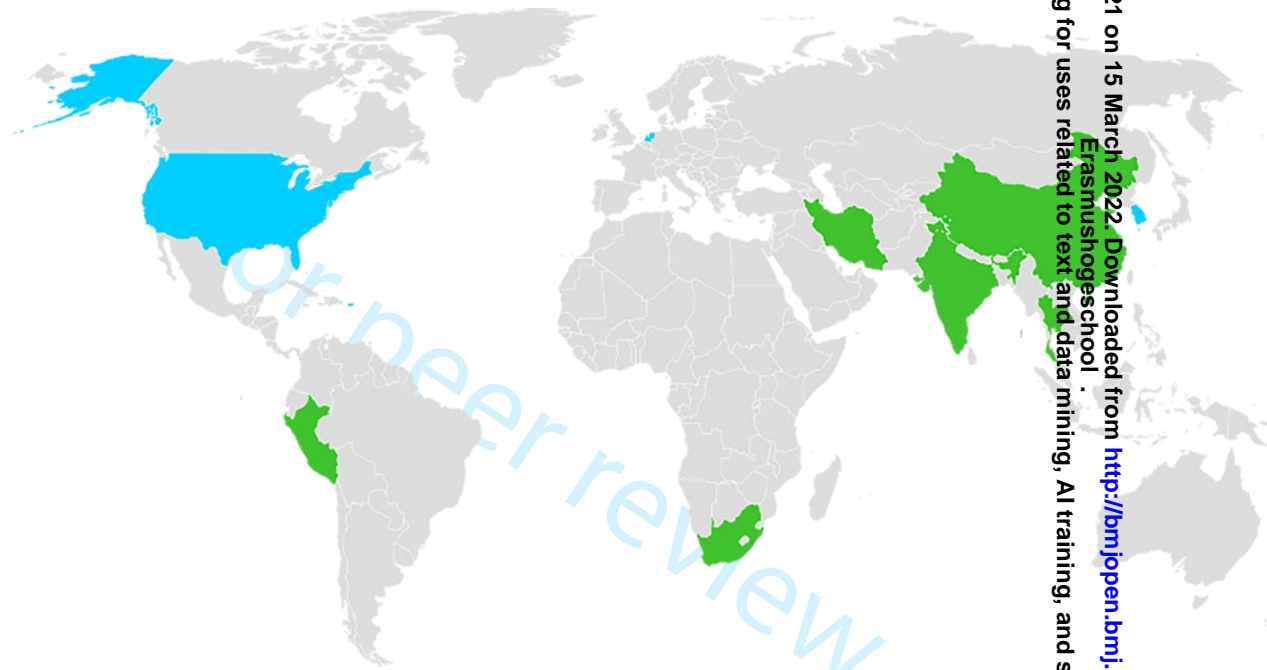 21 on 15 March 2022. Downloaded from http://bmjopen.bmj.
Erasmushogeschool .
g for uses related to text and data mining, AI training, and s
or peer review